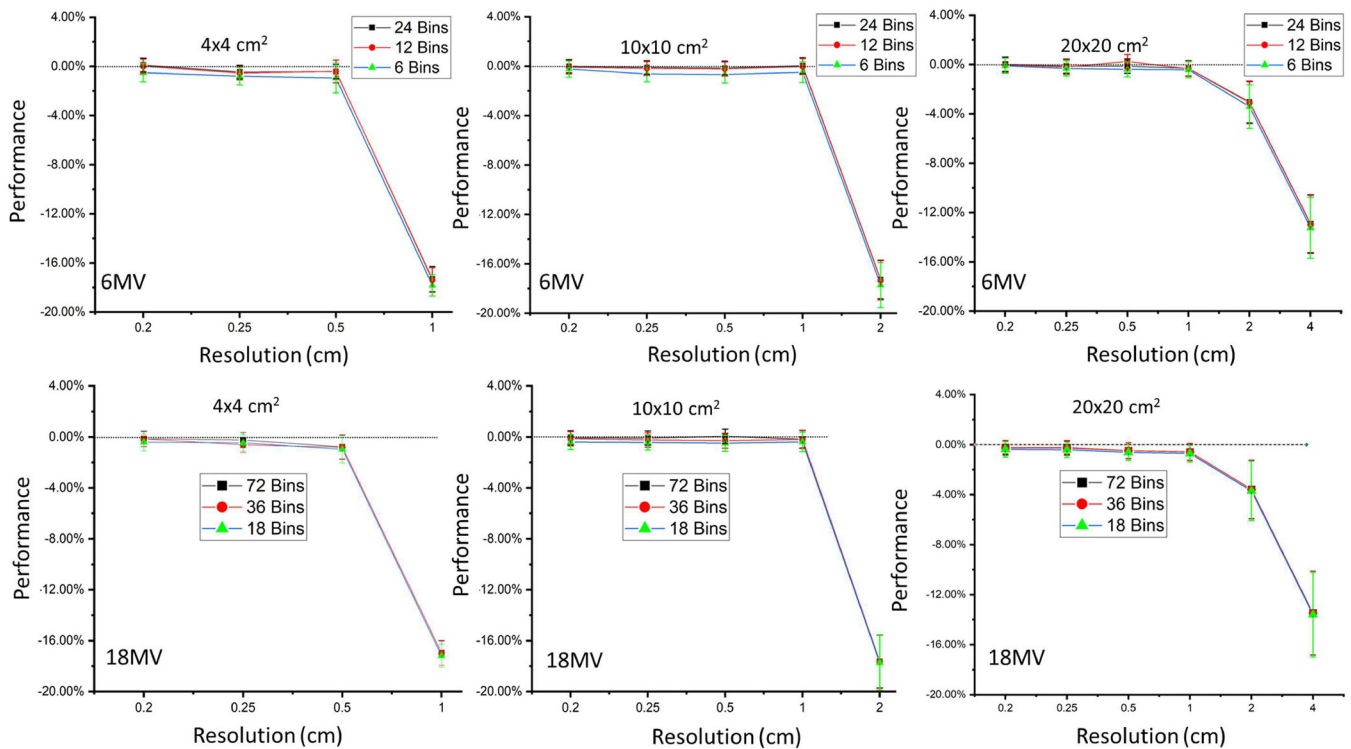 4.00%
0.00%
-4.00%
-8.00%
-12.00%
-16.00%
-20.00%
Performance
4x4 cm²
24 Bins
12 Bins
6 Bins
6MV
0.2 0.25 0.5 1
Resolution (cm)
4.00%
0.00%
-4.00%
-8.00%
-12.00%
-16.00%
-20.00%
Performance
10x10 cm²
24 Bins
12 Bins
6 Bins
6MV
0.2 0.25 0.5 1 2
Resolution (cm)
4.00%
0.00%
-4.00%
-8.00%
-12.00%
-16.00%
-20.00%
Performance
20x20 cm²
24 Bins
12 Bins
6 Bins
6MV
0.2 0.25 0.5 1 2 4
Resolution (cm)
4.00%
0.00%
-4.00%
-8.00%
-12.00%
-16.00%
-20.00%
Performance
4x4 cm²
72 Bins
36 Bins
18 Bins
18MV
0.2 0.25 0.5 1
Resolution (cm)
4.00%
0.00%
-4.00%
-8.00%
-12.00%
-16.00%
-20.00%
Performance
10x10 cm²
72 Bins
36 Bins
18 Bins
18MV
0.2 0.25 0.5 1 2
Resolution (cm)
4.00%
0.00%
-4.00%
-8.00%
-12.00%
-16.00%
-20.00%
Performance
20x20 cm²
72 Bins
36 Bins
18 Bins
18MV
0.2 0.25 0.5 1 2 4
Resolution (cm)